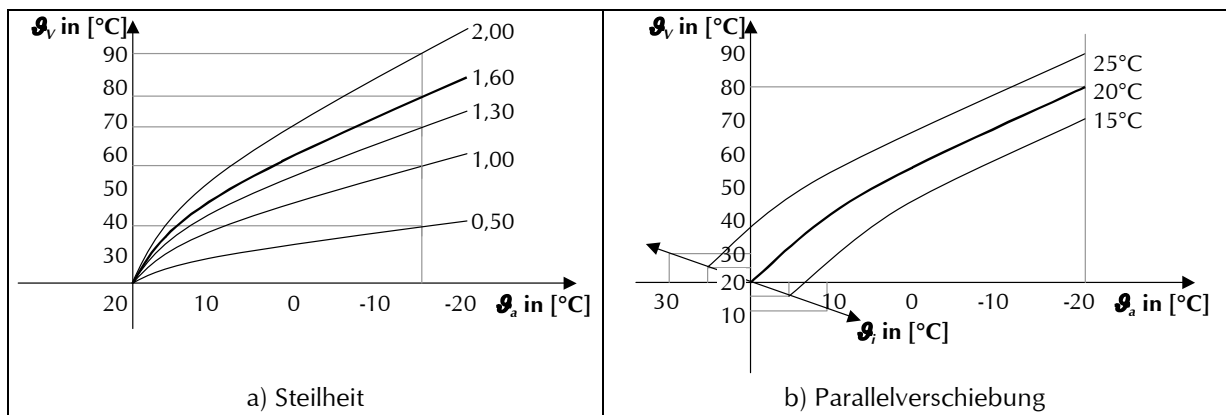 𝝑V in [°C]
90
80
70
60
50
40
30
2,00
1,60
1,30
1,00
0,50
20 10 0 -10 -20
𝝑a in [°C]
a) Steilheit
𝝑V in [°C]
90
80
70
60
50
40
30
20
10
25°C
20°C
15°C
30 0 -10 -20
𝝑a in [°C]
𝝑i in [°C]
b) Parallelverschiebung